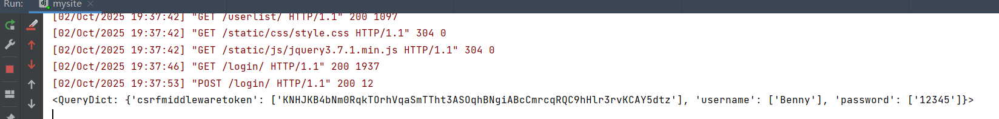 Run: mysite
[02/Oct/2025 19:37:42] "GET /userlist/ HTTP/1.1" 200 1097
[02/Oct/2025 19:37:42] "GET /static/css/style.css HTTP/1.1" 304 0
[02/Oct/2025 19:37:42] "GET /static/js/jquery3.7.1.min.js HTTP/1.1" 304 0
[02/Oct/2025 19:37:46] "GET /login/ HTTP/1.1" 200 1937
[02/Oct/2025 19:37:53] "POST /login/ HTTP/1.1" 200 12
<QueryDict: {'csrfmiddlewaretoken': ['KNHJKB4bNm0RqkTOrhVqaSmTTht3ASOqhBNgiABcCmrcqRQC9hHlr3rvKCAY5dtz'], 'username': ['Benny'], 'password': ['12345']}>